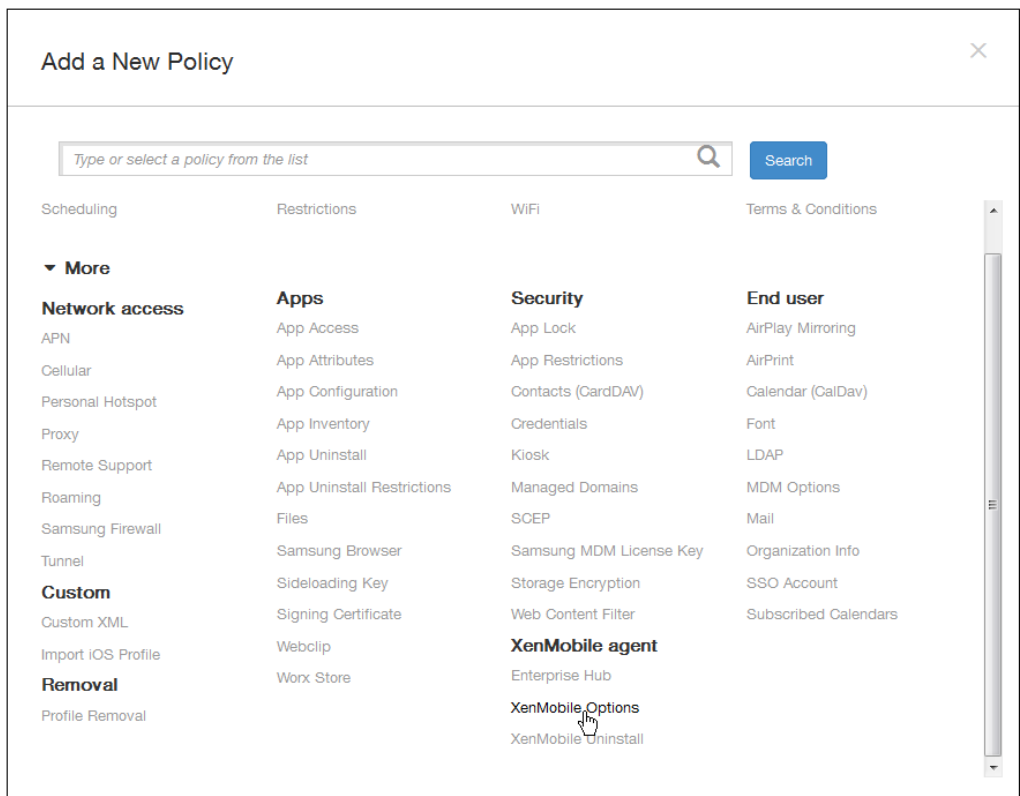 Add a New Policy
Type or select a policy from the list
Search
Scheduling
Restrictions
WiFi
Terms & Conditions
More
Network access
APN
Cellular
Personal Hotspot
Proxy
Remote Support
Roaming
Samsung Firewall
Tunnel
Custom
Custom XML
Import iOS Profile
Removal
Profile Removal
Apps
App Access
App Attributes
App Configuration
App Inventory
App Uninstall
App Uninstall Restrictions
Files
Samsung Browser
Sideloading Key
Signing Certificate
Webclip
Worx Store
Security
App Lock
App Restrictions
Contacts (CardDAV)
Credentials
Kiosk
Managed Domains
SCEP
Samsung MDM License Key
Storage Encryption
Web Content Filter
XenMobile agent
Enterprise Hub
XenMobile Options
XenMobile Uninstall
End user
AirPlay Mirroring
AirPrint
Calendar (CalDav)
Font
LDAP
MDM Options
Mail
Organization Info
SSO Account
Subscribed Calendars